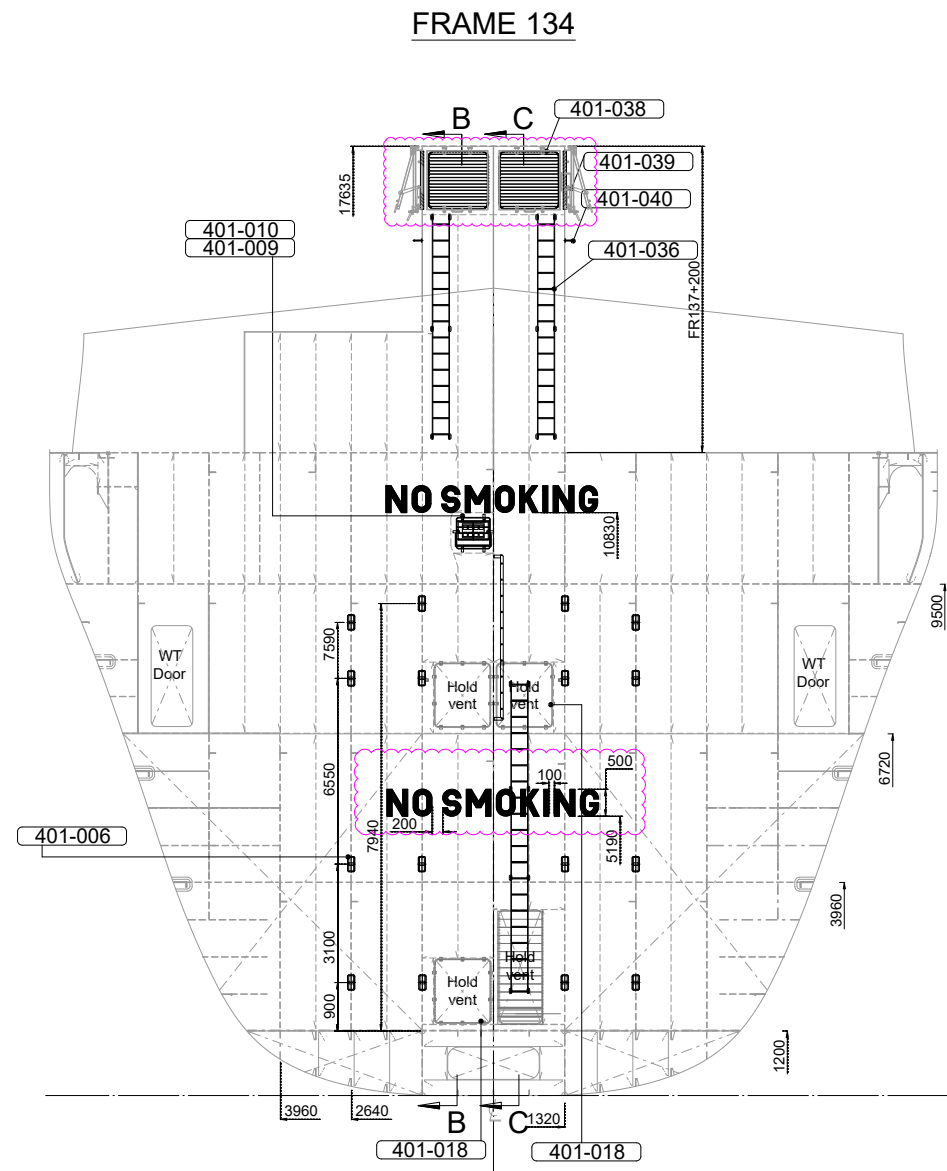 FRAME 134
B
C
401-038
401-039
401-040
17635
401-010
401-009
401-036
FR137+200
NO SMOKING
10830
9500
7590
WT
Door
WT
Door
Hold
vent
Hold
vent
6550
7940
6720
100
500
NO SMOKING
200
5190
401-006
3960
3100
Hold
vent
Hold
vent
900
1200
3960
2640
B
C
1320
401-018
401-018